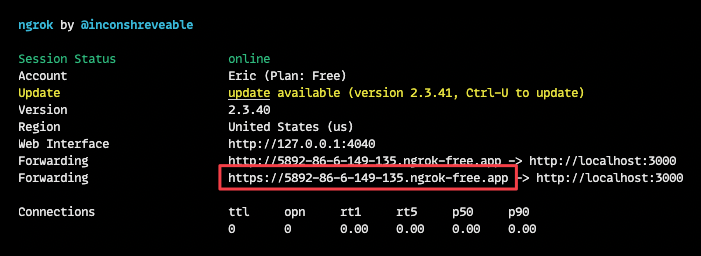 ngrok by @inconshreveable
Session Status online
Account Eric (Plan: Free)
Update update available (version 2.3.41, Ctrl-U to update)
Version 2.3.40
Region United States (us)
Web Interface http://127.0.0.1:4040
Forwarding http://5892-86-6-149-135.ngrok-free.app -> http://localhost:3000
Forwarding https://5892-86-6-149-135.ngrok-free.app -> http://localhost:3000
Connections ttl opn rt1 rt5 p50 p90
0 0 0.00 0.00 0.00 0.00